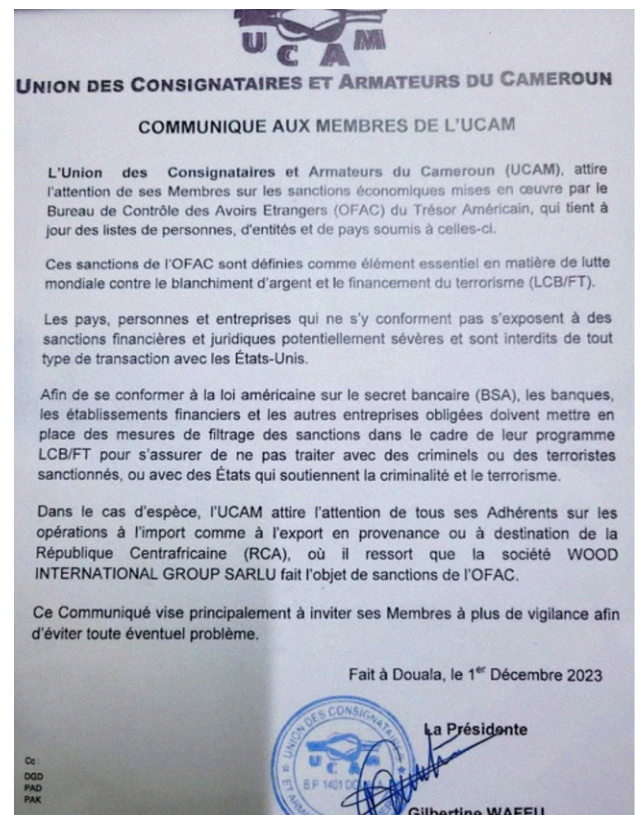 UCAM
UNION DES CONSIGNATAIRES ET ARMATEURS DU CAMEROUN
COMMUNIQUE AUX MEMBRES DE L'UCAM
L'Union des Consignataires et Armateurs du Cameroun (UCAM), attire
l'attention de ses Membres sur les sanctions économiques mises en œuvre par le
Bureau de Contrôle des Avoirs Etrangers (OFAC) du Trésor Américain, qui tient à
jour des listes de personnes, d'entités et de pays soumis à celles-ci.
Ces sanctions de l'OFAC sont définies comme élément essentiel en matière de lutte
mondiale contre le blanchiment d'argent et le financement du terrorisme (LCB/FT).
Les pays, personnes et entreprises qui ne s'y conforment pas s'exposent à des
sanctions financières et juridiques potentiellement sévères et sont interdits de tout
type de transaction avec les États-Unis.
Afin de se conformer à la loi américaine sur le secret bancaire (BSA), les banques,
les établissements financiers et les autres entreprises obligées doivent mettre en
place des mesures de filtrage des sanctions dans le cadre de leur programme
LCB/FT pour s'assurer de ne pas traiter avec des criminels ou des terroristes
sanctionnés, ou avec des États qui soutiennent la criminalité et le terrorisme.
Dans le cas d'espèce, l'UCAM attire l'attention de tous ses Adhérents sur les
opérations à l'import comme à l'export en provenance ou à destination de la
République Centrafricaine (RCA), où il ressort que la société WOOD
INTERNATIONAL GROUP SARLU fait l'objet de sanctions de l'OFAC.
Ce Communiqué vise principalement à inviter ses Membres à plus de vigilance afin
d'éviter toute éventuel problème.
Fait à Douala, le 1er Décembre 2023
La Présidente
UNION DES CONSIGNATAIRES
UCAM
B.P 1401
ET ARMA
Cc :
DGD
PAD
PAK
Gilbertine